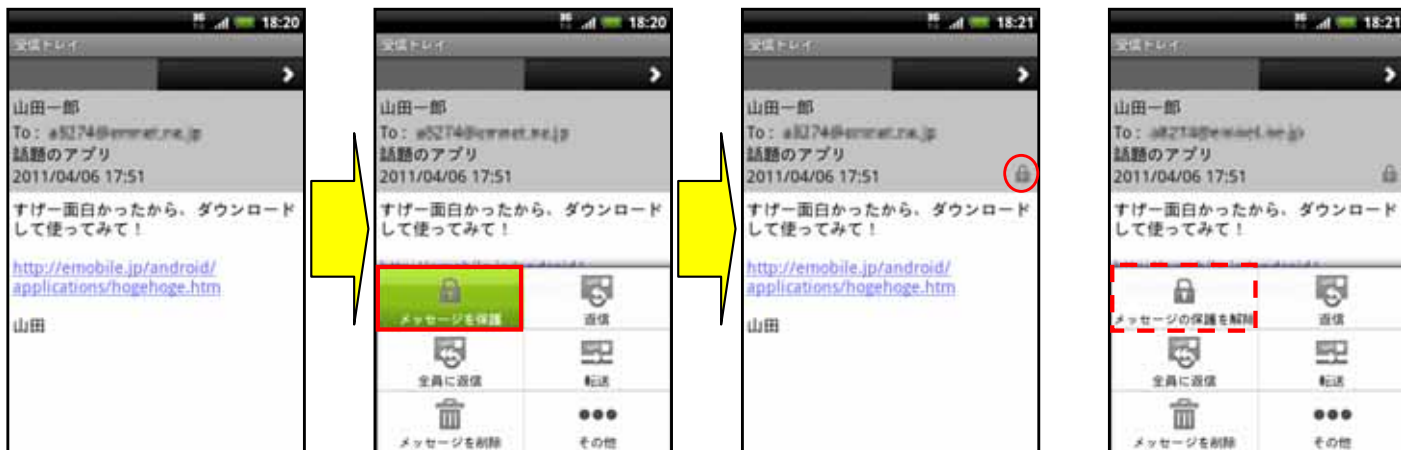 18:20
受信トレイ
山田一郎
To:
話題のアプリ
2011/04/06 17:51
すげー面白かったから、ダウンロード
して使ってみて！
http://emobile.jp/android/
applications/hogehoge.htm
山田
18:20
受信トレイ
山田一郎
To:
話題のアプリ
2011/04/06 17:51
すげー面白かったから、ダウンロード
して使ってみて！
メッセージを保護
返信
全員に返信
転送
メッセージを削除
その他
18:21
受信トレイ
山田一郎
To:
話題のアプリ
2011/04/06 17:51
すげー面白かったから、ダウンロード
して使ってみて！
http://emobile.jp/android/
applications/hogehoge.htm
山田
18:21
受信トレイ
山田一郎
To:
話題のアプリ
2011/04/06 17:51
すげー面白かったから、ダウンロード
して使ってみて！
メッセージの保護を解除
返信
全員に返信
転送
メッセージを削除
その他